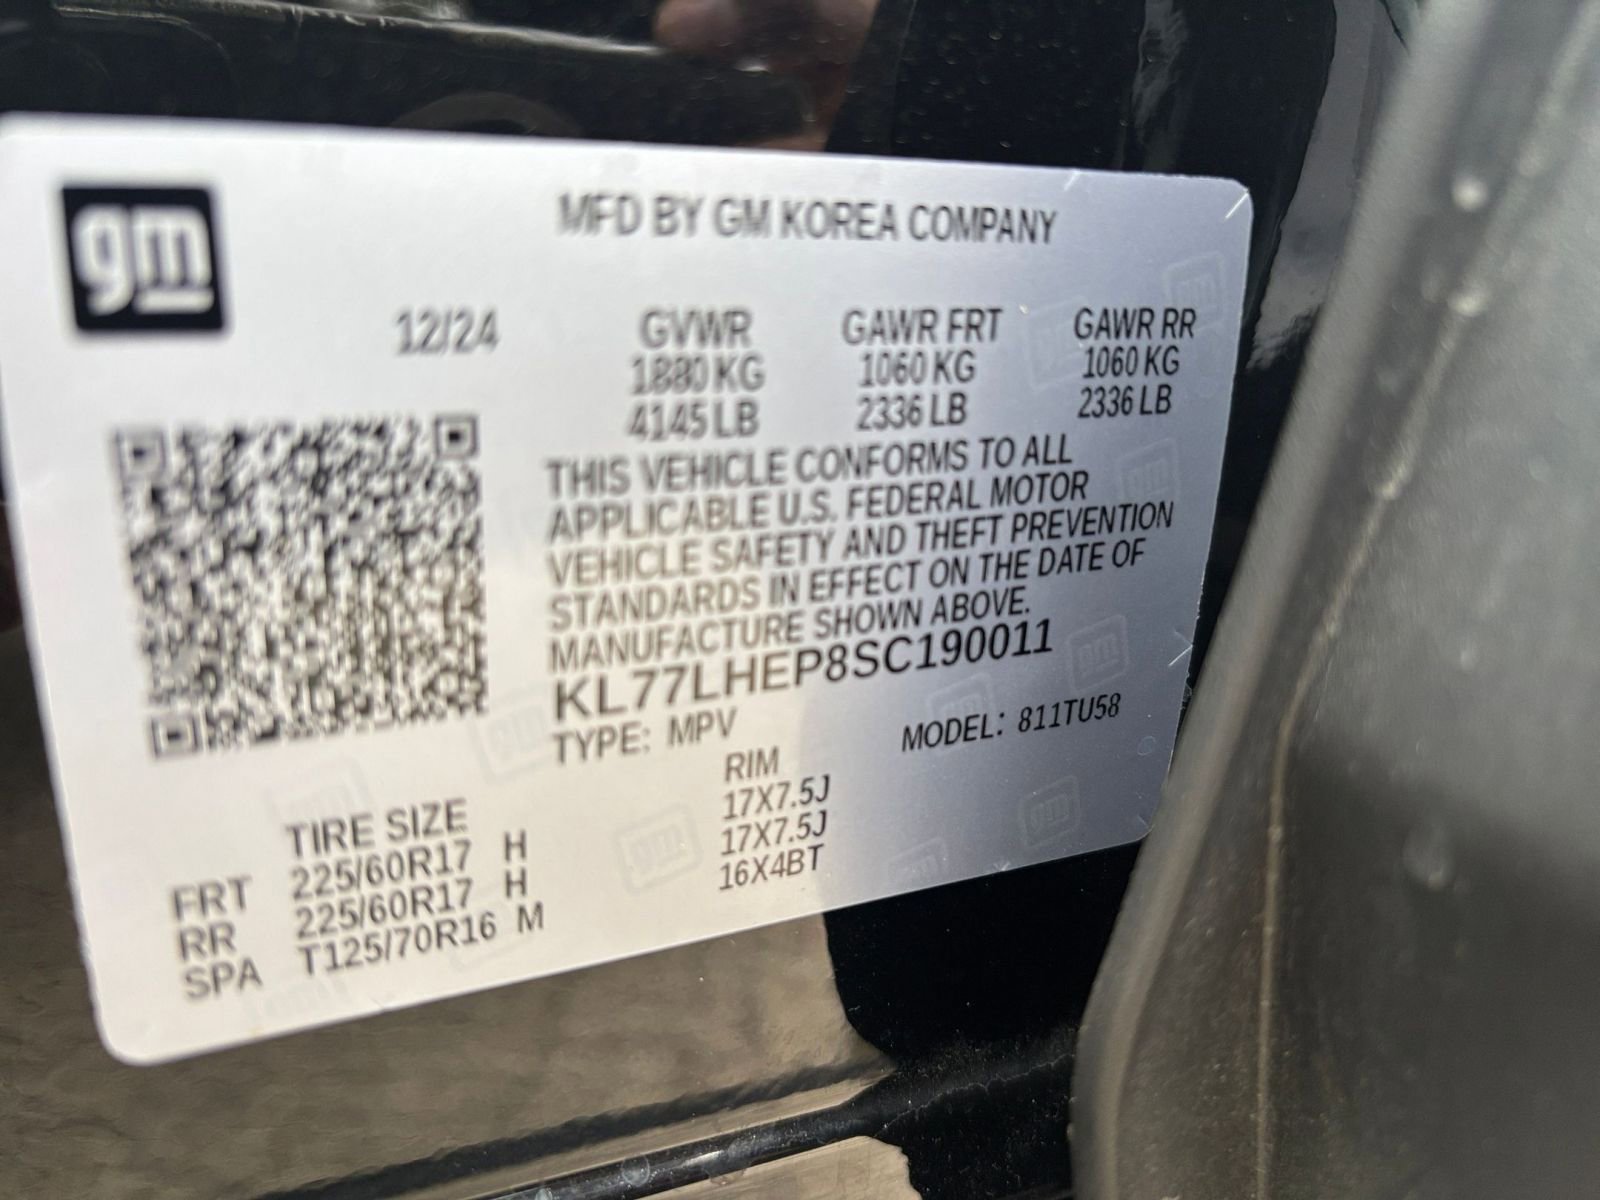 gm
MFD BY GM KOREA COMPANY
12/24 GVWR GAWR FRT GAWR RR
1880 KG 1060 KG 1060 KG
4145 LB 2336 LB 2336 LB
THIS VEHICLE CONFORMS TO ALL
APPLICABLE U.S. FEDERAL MOTOR
VEHICLE SAFETY AND THEFT PREVENTION
STANDARDS IN EFFECT ON THE DATE OF
MANUFACTURE SHOWN ABOVE.
KL77LHEP8SC190011
TYPE: MPV MODEL: 811TU58
TIRE SIZE RIM
FRT 225/60R17 H 17X7.5J
RR 225/60R17 H 17X7.5J
SPA T125/70R16 M 16X4BT